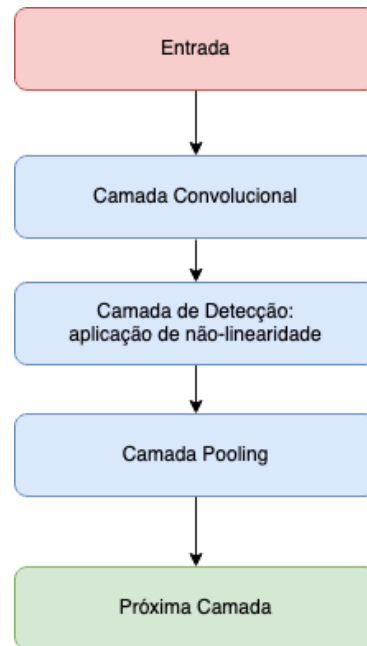 Entrada
Camada Convolucional
Camada de Detecção:
aplicação de não-linearidade
Camada Pooling
Próxima Camada